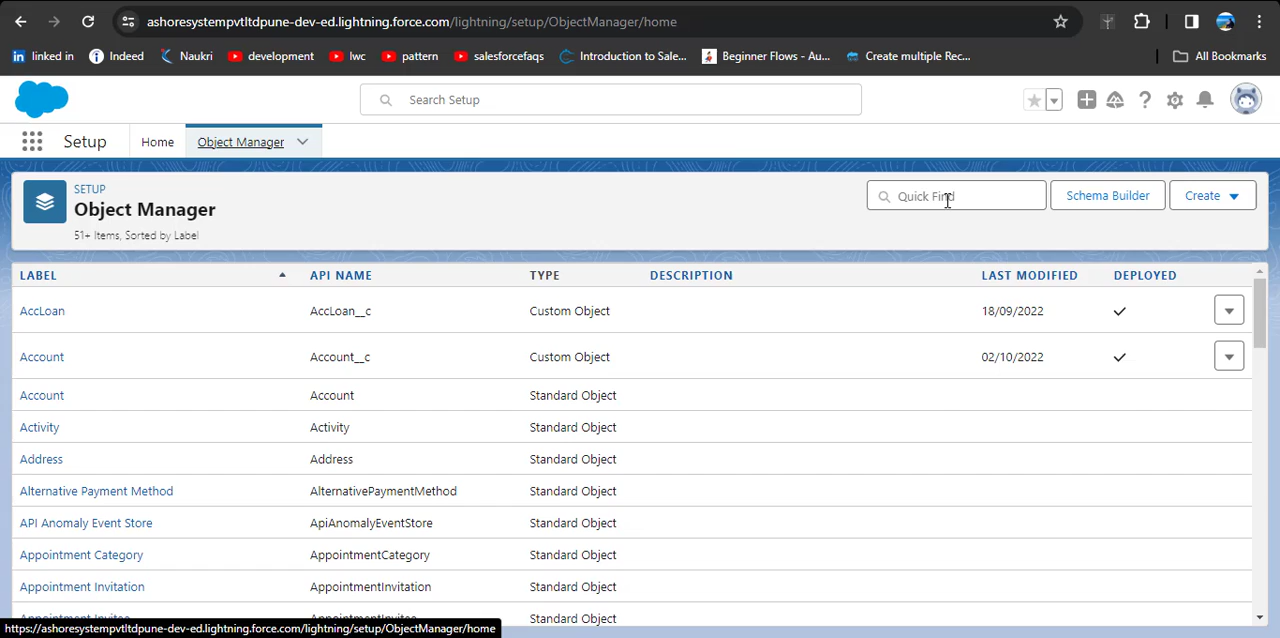 ashoresystempvtltdpune-dev-ed.lightning.force.com/lightning/setup/ObjectManager/home
linked in Indeed Naukri development lwc pattern salesforcefaqs Introduction to Sale... Beginner Flows - Au... Create multiple Rec... All Bookmarks
Search Setup
Setup Home Object Manager
SETUP
Object Manager
51+ Items, Sorted by Label
Quick Find Schema Builder Create
LABEL API NAME TYPE DESCRIPTION LAST MODIFIED DEPLOYED
AccLoan AccLoan__c Custom Object 18/09/2022
Account Account__c Custom Object 02/10/2022
Account Account Standard Object
Activity Activity Standard Object
Address Address Standard Object
Alternative Payment Method AlternativePaymentMethod Standard Object
API Anomaly Event Store ApiAnomalyEventStore Standard Object
Appointment Category AppointmentCategory Standard Object
Appointment Invitation AppointmentInvitation Standard Object
Appointment Invitee AppointmentInvitee Standard Object
https://ashoresystempvtltdpune-dev-ed.lightning.force.com/lightning/setup/ObjectManager/home